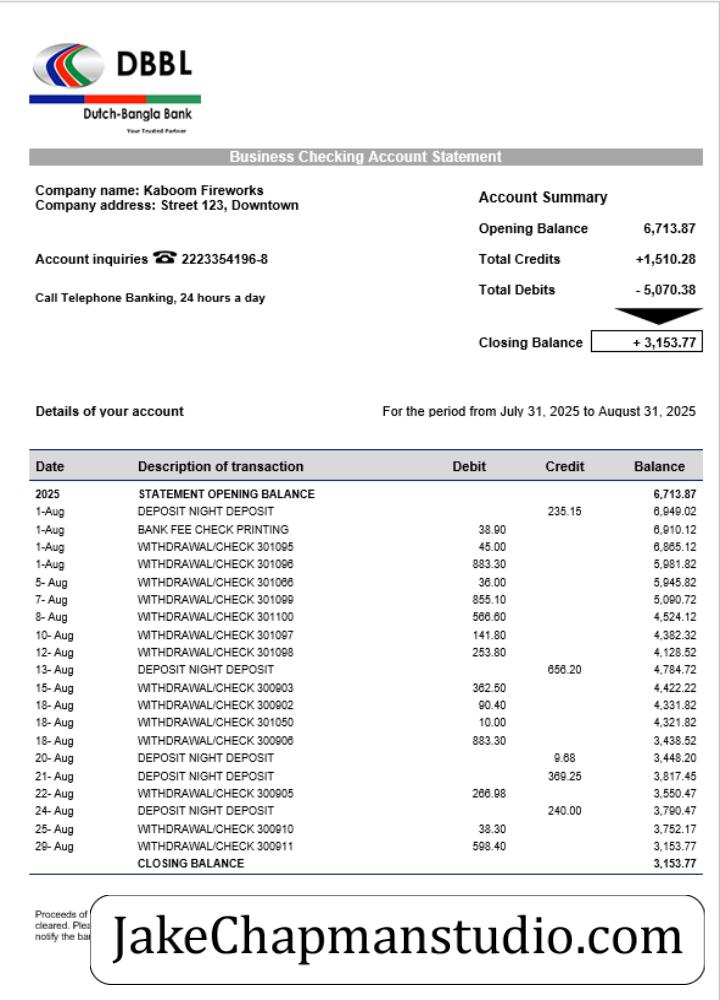 DBBL
Dutch-Bangla Bank
Your Trusted Partner
Business Checking Account Statement
Company name: Kaboom Fireworks
Company address: Street 123, Downtown
Account inquiries ☎ 2223354196-8
Call Telephone Banking, 24 hours a day
Account Summary
Opening Balance 6,713.87
Total Credits +1,510.28
Total Debits - 5,070.38
Closing Balance + 3,153.77
Details of your account For the period from July 31, 2025 to August 31, 2025
Date Description of transaction Debit Credit Balance
2025 STATEMENT OPENING BALANCE 6,713.87
1-Aug DEPOSIT NIGHT DEPOSIT 235.15 6,949.02
1-Aug BANK FEE CHECK PRINTING 38.90 6,910.12
1-Aug WITHDRAWAL/CHECK 301095 45.00 6,865.12
1-Aug WITHDRAWAL/CHECK 301096 883.30 5,981.82
5- Aug WITHDRAWAL/CHECK 301066 36.00 5,945.82
7- Aug WITHDRAWAL/CHECK 301099 855.10 5,090.72
8- Aug WITHDRAWAL/CHECK 301100 566.60 4,524.12
10- Aug WITHDRAWAL/CHECK 301097 141.80 4,382.32
12- Aug WITHDRAWAL/CHECK 301098 253.80 4,128.52
13- Aug DEPOSIT NIGHT DEPOSIT 656.20 4,784.72
15- Aug WITHDRAWAL/CHECK 300903 362.50 4,422.22
18- Aug WITHDRAWAL/CHECK 300902 90.40 4,331.82
18- Aug WITHDRAWAL/CHECK 301050 10.00 4,321.82
18- Aug WITHDRAWAL/CHECK 300906 883.30 3,438.52
20- Aug DEPOSIT NIGHT DEPOSIT 9.68 3,448.20
21- Aug DEPOSIT NIGHT DEPOSIT 369.25 3,817.45
22- Aug WITHDRAWAL/CHECK 300905 266.98 3,550.47
24- Aug DEPOSIT NIGHT DEPOSIT 240.00 3,790.47
25- Aug WITHDRAWAL/CHECK 300910 38.30 3,752.17
29- Aug WITHDRAWAL/CHECK 300911 598.40 3,153.77
CLOSING BALANCE 3,153.77
Proceeds of
cleared.
notify the
JakeChapmanstudio.com